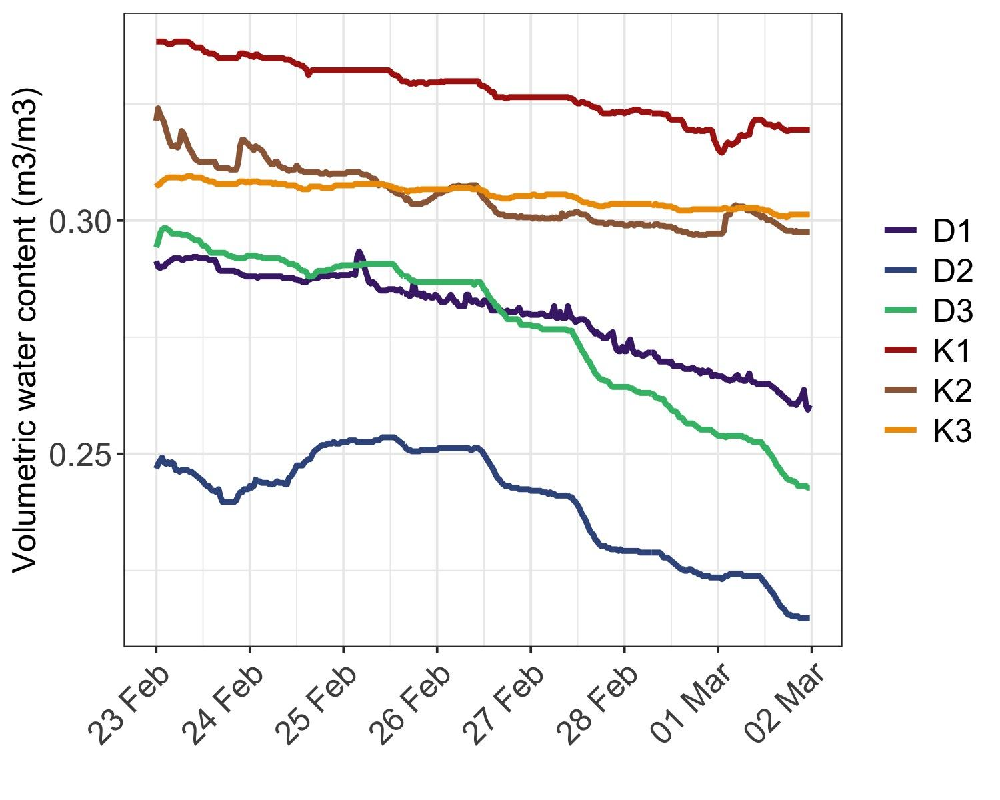 Volumetric water content (m3/m3)
0.30
0.25
23 Feb
24 Feb
25 Feb
26 Feb
27 Feb
28 Feb
01 Mar
02 Mar
D1
D2
D3
K1
K2
K3